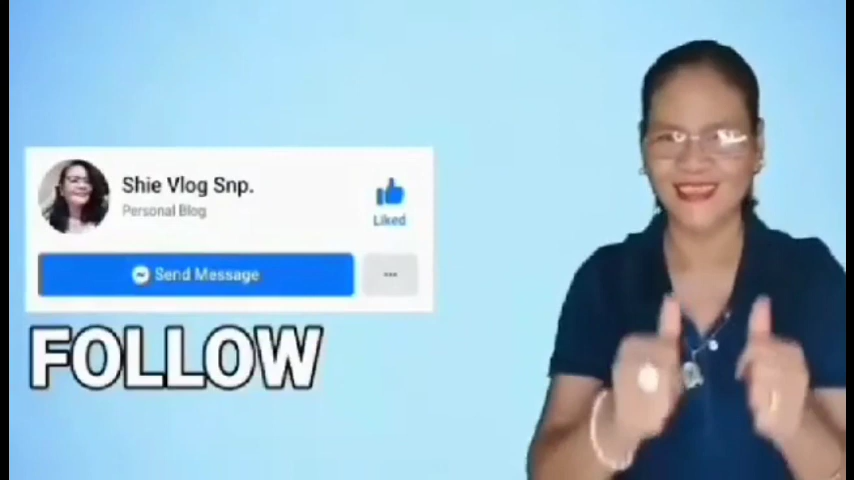 Shie Vlog Snp.
Personal Blog
Liked
Send Message
FOLLOW